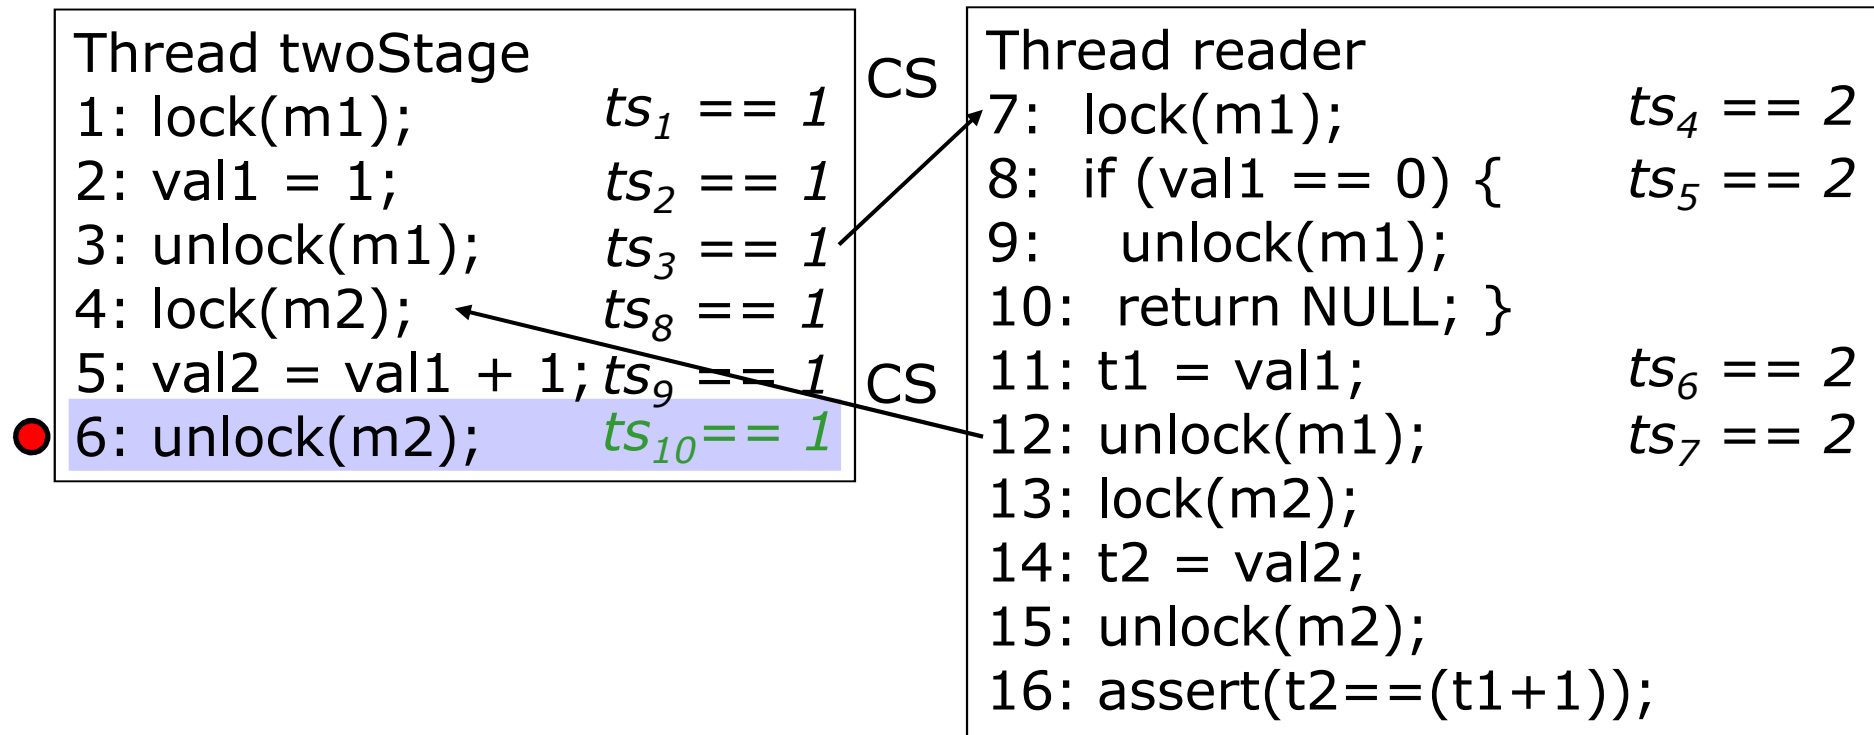 Thread twoStage
1: lock(m1); ts1 == 1
2: val1 = 1; ts2 == 1
3: unlock(m1); ts3 == 1
4: lock(m2); ts8 == 1
5: val2 = val1 + 1; ts9 == 1
6: unlock(m2); ts10== 1
CS
CS
Thread reader
7: lock(m1); ts4 == 2
8: if (val1 == 0) { ts5 == 2
9: unlock(m1);
10: return NULL; }
11: t1 = val1; ts6 == 2
12: unlock(m1); ts7 == 2
13: lock(m2);
14: t2 = val2;
15: unlock(m2);
16: assert(t2==(t1+1));